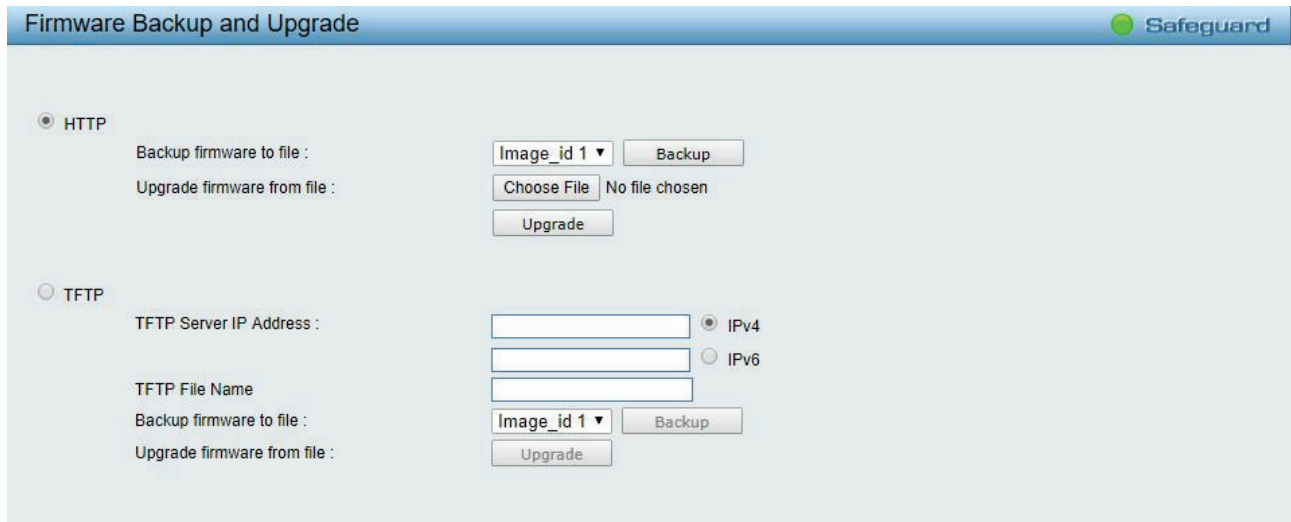 Firmware Backup and Upgrade Safeguard
HTTP
Backup firmware to file : Image_id 1 Backup
Upgrade firmware from file : Choose File No file chosen
Upgrade
TFTP
TFTP Server IP Address : IPv4
IPv6
TFTP File Name
Backup firmware to file : Image_id 1 Backup
Upgrade firmware from file : Upgrade